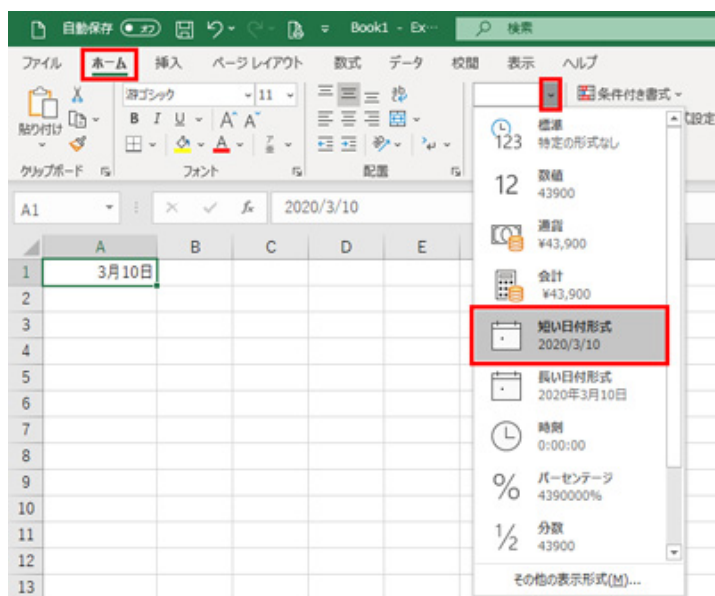 自動保存 オフ Book1 - Ex… 検索
ファイル ホーム 挿入 ページ レイアウト 数式 データ 校閲 表示 ヘルプ
游ゴシック 11 条件付き書式
貼り付け B I U A A
A
クリップボード フォント 配置
A1 fx 2020/3/10
A B C D E
1 3月10日
2
3
4
5
6
7
8
9
10
11
12
13
123 標準
特定の形式なし
12 数値
43900
通貨
¥43,900
会計
¥43,900
短い日付形式
2020/3/10
長い日付形式
2020年3月10日
時刻
0:00:00
% パーセンテージ
4390000%
1/2 分数
43900
その他の表示形式(M)...